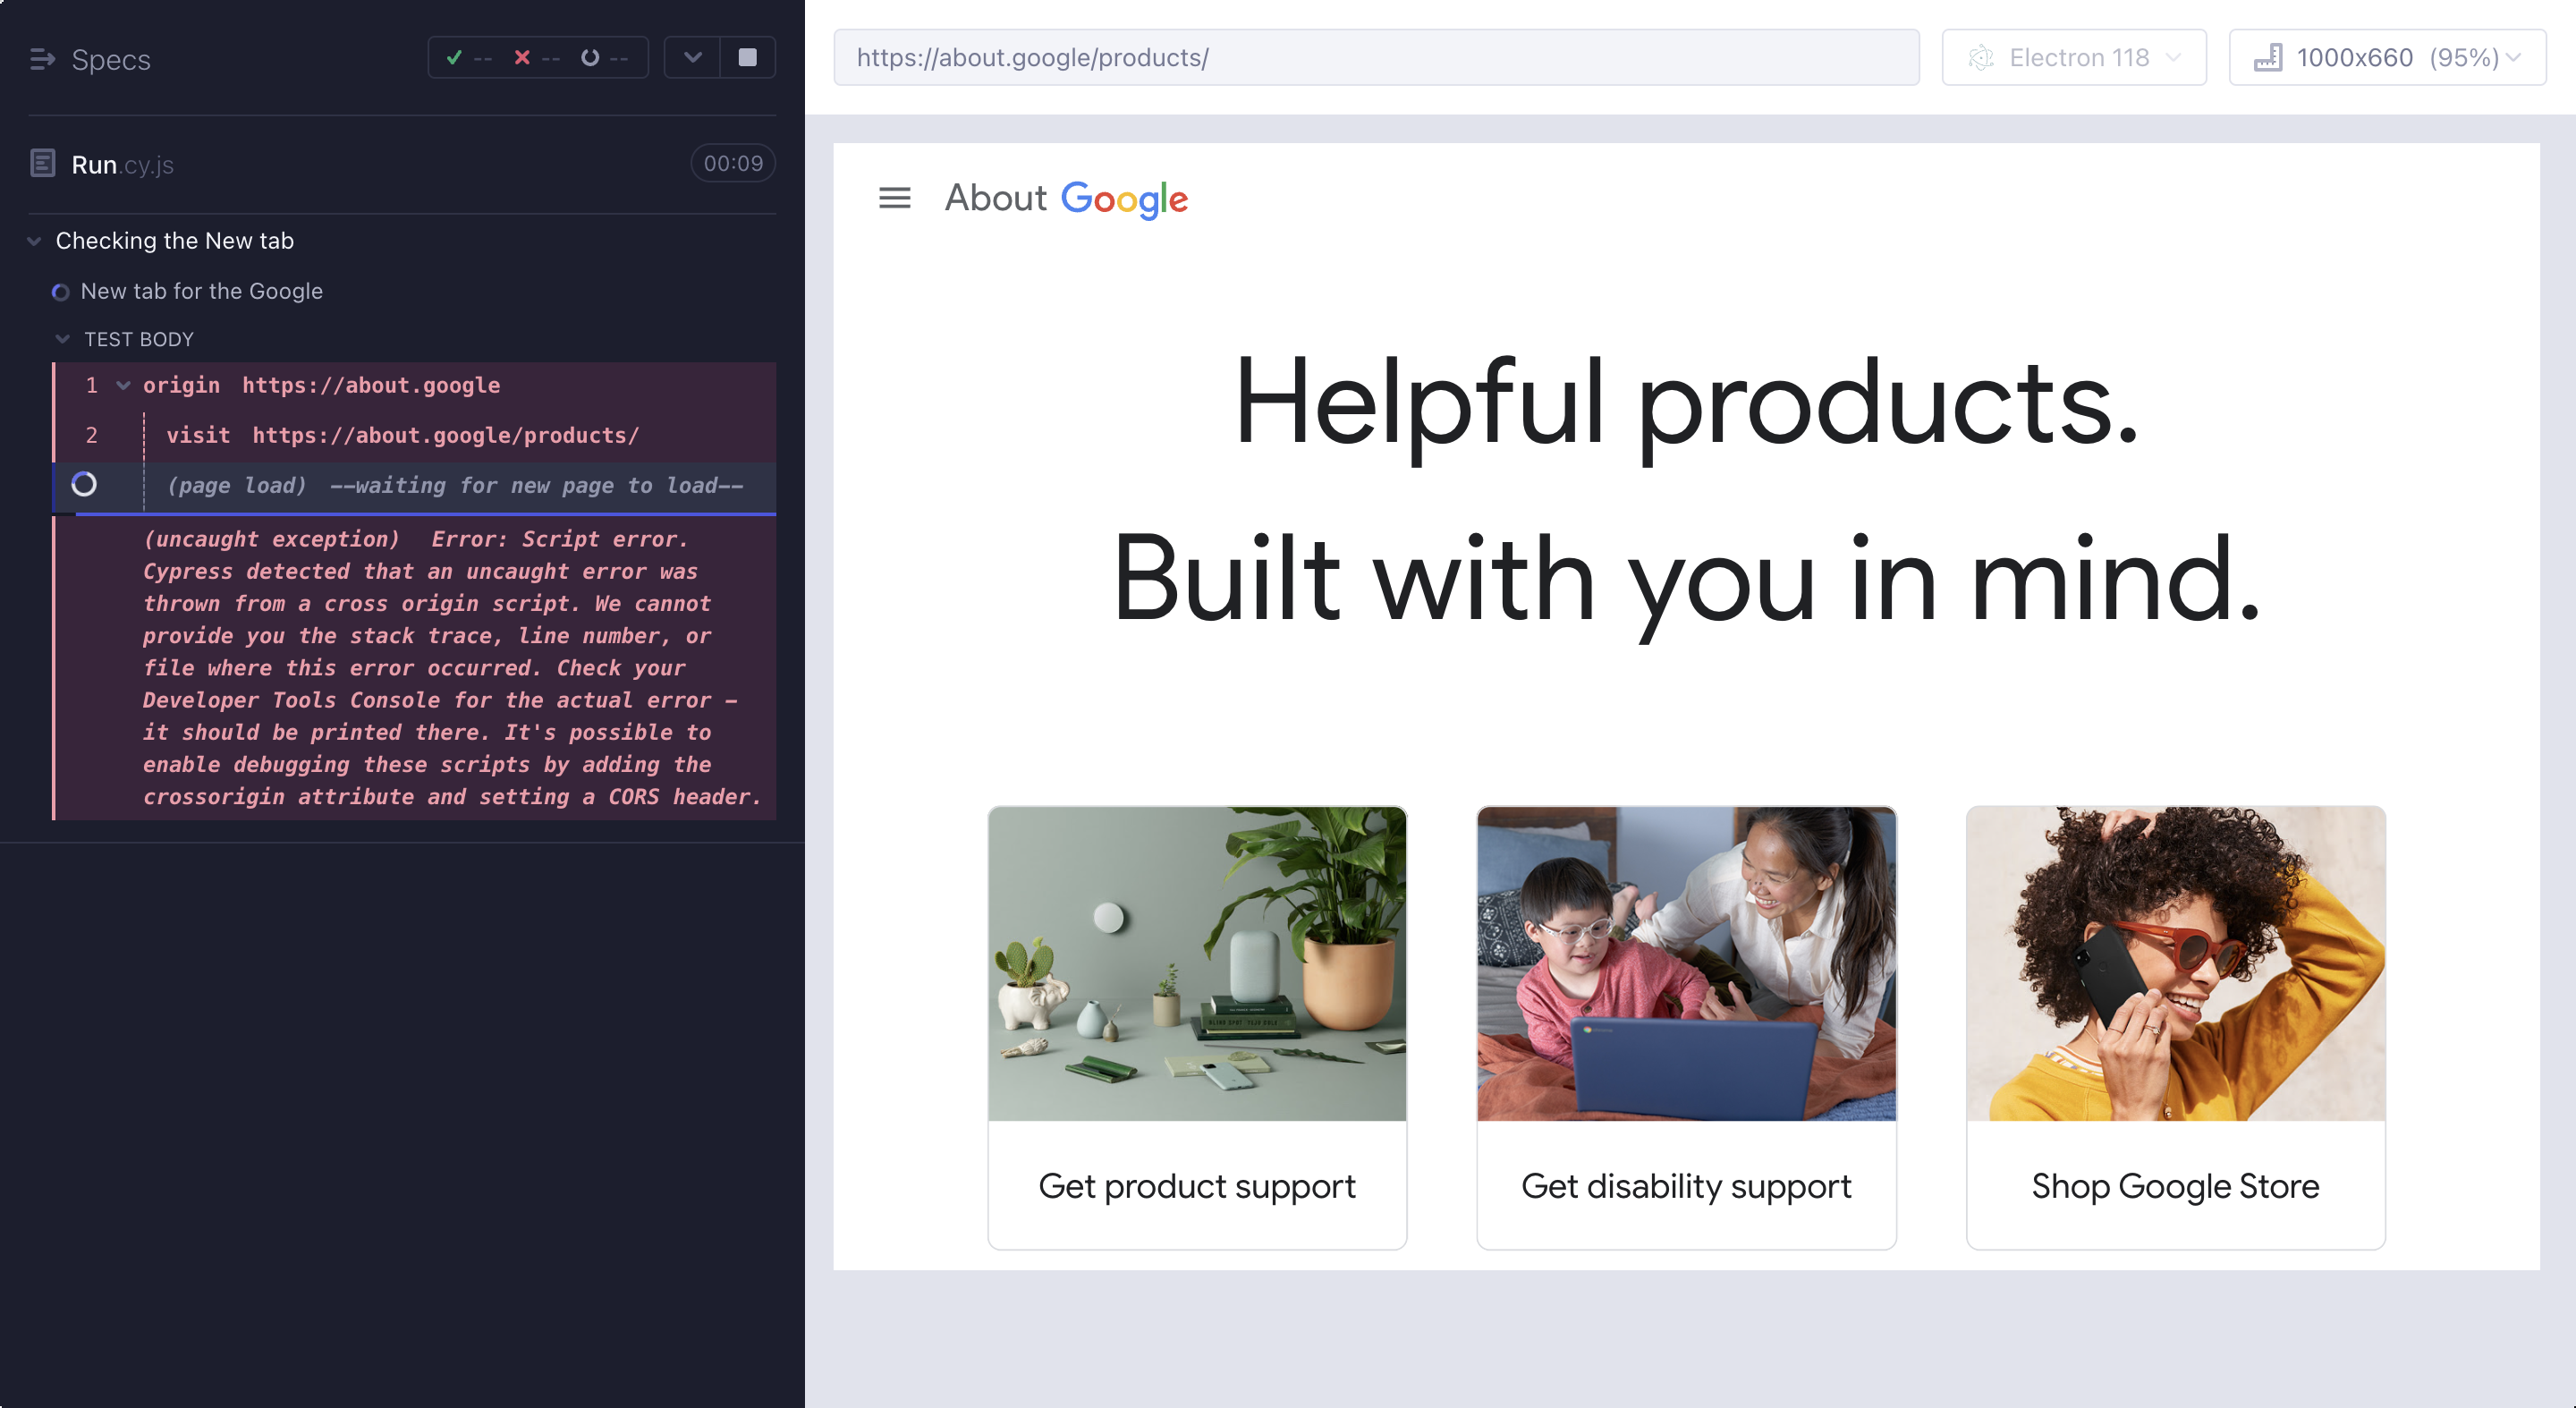 Specs
-- -- --
https://about.google/products/
Electron 118
1000x660 (95%)
Run.cy.js
00:09
Checking the New tab
New tab for the Google
TEST BODY
1 origin https://about.google
2 visit https://about.google/products/
(page load) --waiting for new page to load--
(uncaught exception) Error: Script error.
Cypress detected that an uncaught error was
thrown from a cross origin script. We cannot
provide you the stack trace, line number, or
file where this error occurred. Check your
Developer Tools Console for the actual error –
it should be printed there. It's possible to
enable debugging these scripts by adding the
crossorigin attribute and setting a CORS header.
About Google
Helpful products.
Built with you in mind.
Get product support
Get disability support
Shop Google Store